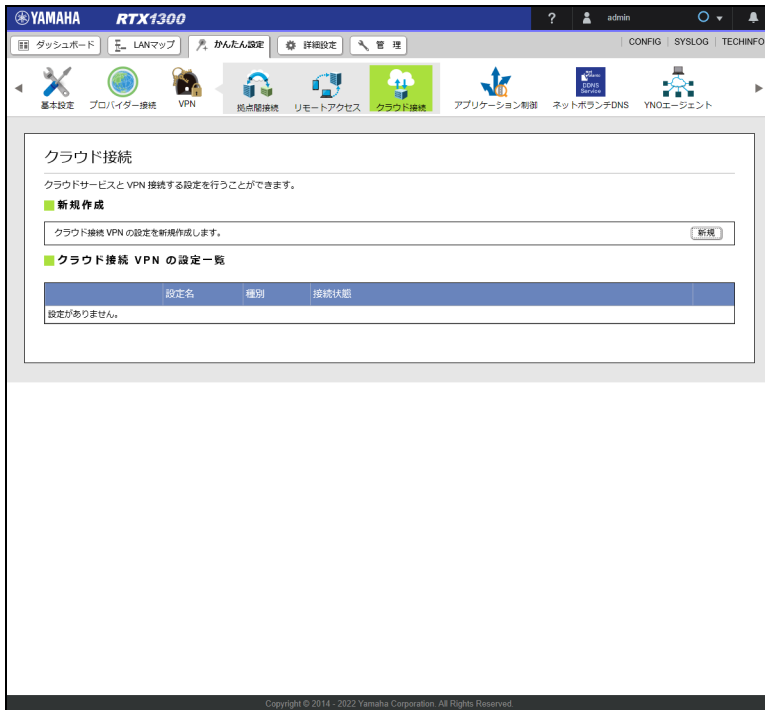 YAMAHA RTX1300 ? admin
ダッシュボード LANマップ かんたん設定 詳細設定 管 理 CONFIG SYSLOG TECHINFO
DDNS Service
基本設定 プロバイダー接続 VPN 拠点間接続 リモートアクセス クラウド接続 アプリケーション制御 ネットボランチDNS YNOエージェント
クラウド接続
クラウドサービスと VPN 接続する設定を行うことができます。
新規作成
クラウド接続 VPN の設定を新規作成します。 新規
クラウド接続 VPN の設定一覧
設定名 種別 接続状態
設定がありません。
Copyright © 2014 - 2022 Yamaha Corporation. All Rights Reserved.